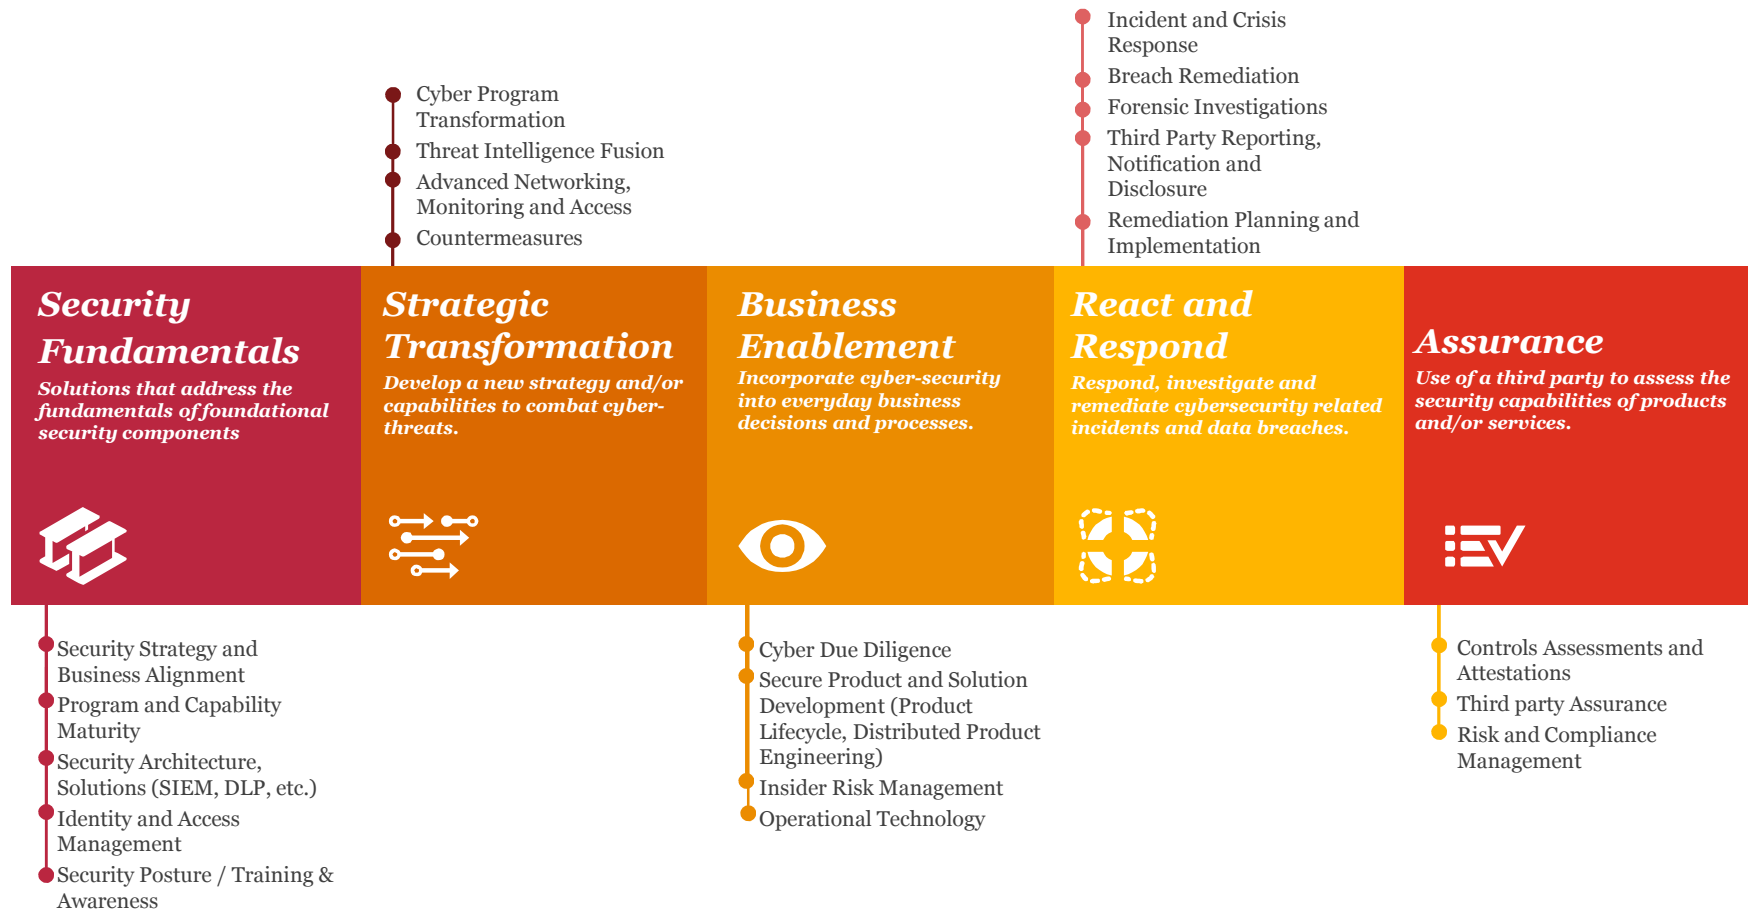 Incident and Crisis
Response
Breach Remediation
Forensic Investigations
Third Party Reporting,
Notification and
Disclosure
Remediation Planning and
Implementation
Cyber Program
Transformation
Threat Intelligence Fusion
Advanced Networking,
Monitoring and Access
Countermeasures
Security
Fundamentals
Solutions that address the
fundamentals of foundational
security components
Strategic
Transformation
Develop a new strategy and/or
capabilities to combat cyber-
threats.
Business
Enablement
Incorporate cyber-security
into everyday business
decisions and processes.
React and
Respond
Respond, investigate and
remediate cybersecurity related
incidents and data breaches.
Assurance
Use of a third party to assess the
security capabilities of products
and/or services.
Security Strategy and
Business Alignment
Program and Capability
Maturity
Security Architecture,
Solutions (SIEM, DLP, etc.)
Identity and Access
Management
Security Posture / Training &
Awareness
Cyber Due Diligence
Secure Product and Solution
Development (Product
Lifecycle, Distributed Product
Engineering)
Insider Risk Management
Operational Technology
Controls Assessments and
Attestations
Third party Assurance
Risk and Compliance
Management